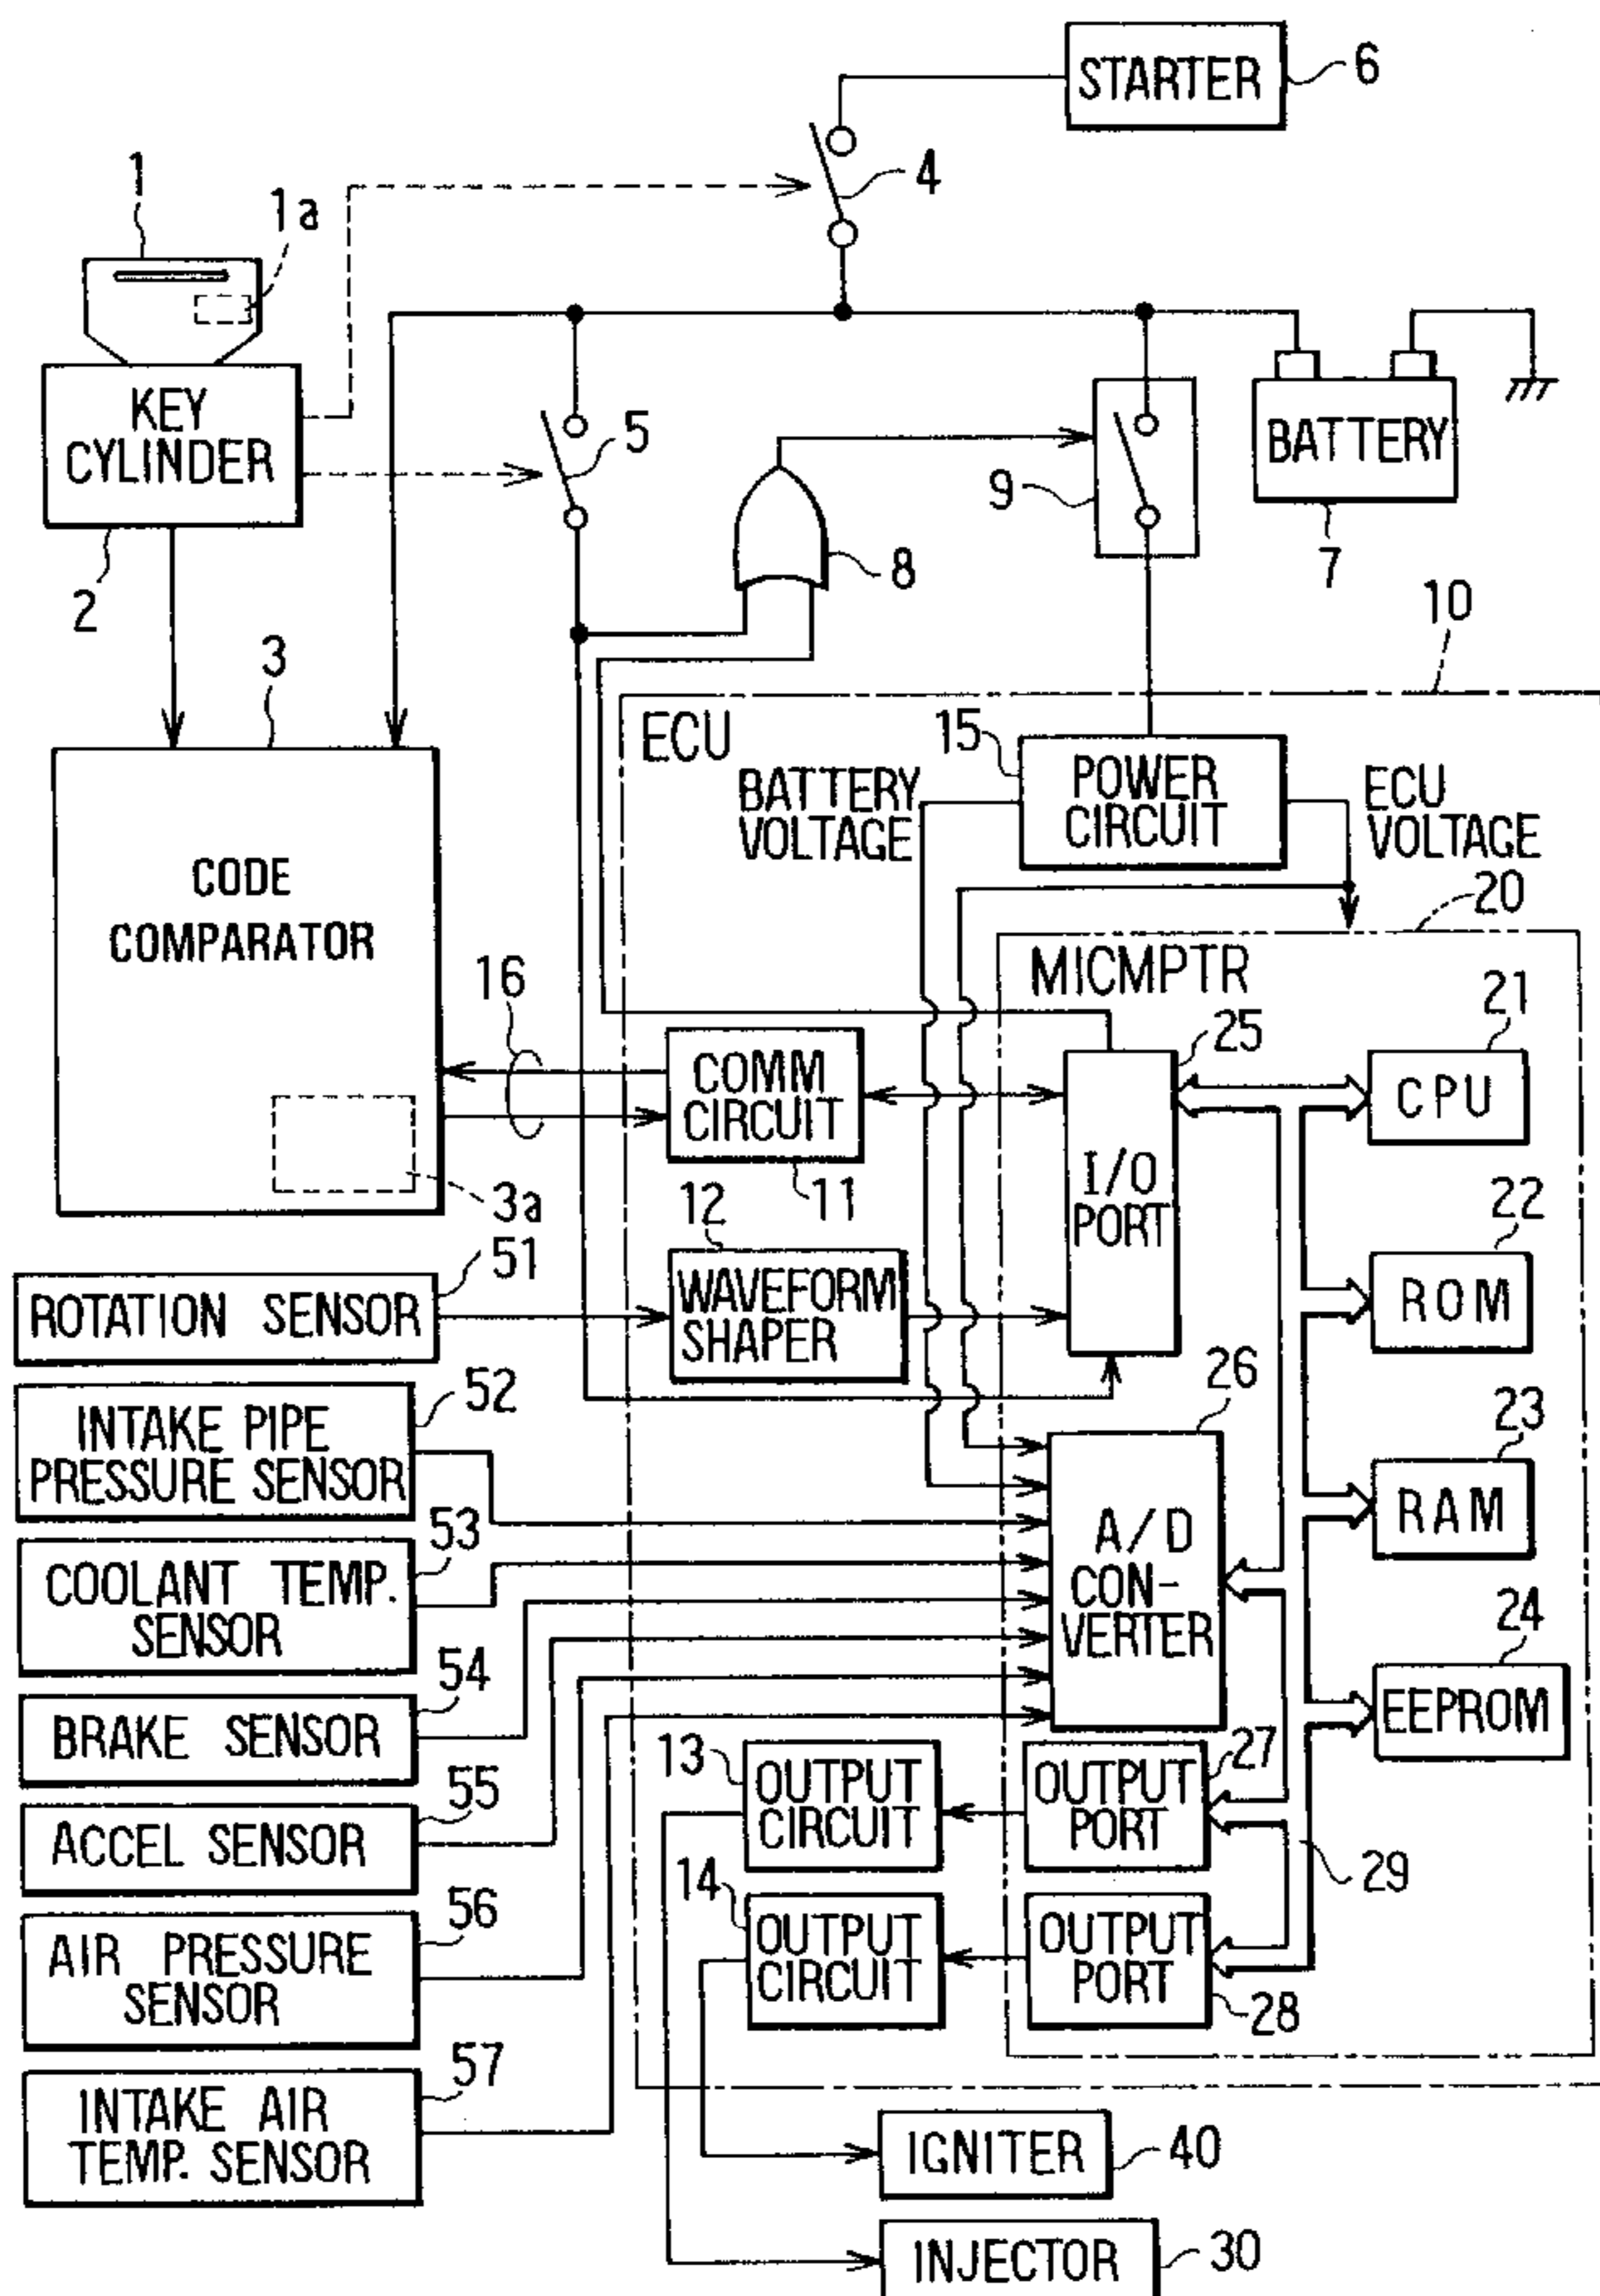 STARTER
6
4
1
1a
KEY
CYLINDER
2
5
8
9
BATTERY
7
10
3
CODE
COMPARATOR
3a
16
ECU
15
POWER
CIRCUIT
BATTERY
VOLTAGE
ECU
VOLTAGE
20
MICMPTR
COMM
CIRCUIT
11
25
I/O
PORT
21
CPU
12
WAVEFORM
SHAPER
22
ROM
51
ROTATION SENSOR
52
INTAKE PIPE
PRESSURE SENSOR
26
A/D
CON-
VERTER
23
RAM
53
COOLANT TEMP.
SENSOR
24
EEPROM
54
BRAKE SENSOR
13
OUTPUT
CIRCUIT
27
OUTPUT
PORT
55
ACCEL SENSOR
29
14
OUTPUT
CIRCUIT
OUTPUT
PORT
28
56
AIR PRESSURE
SENSOR
57
INTAKE AIR
TEMP. SENSOR
IGNITER
40
INJECTOR
30